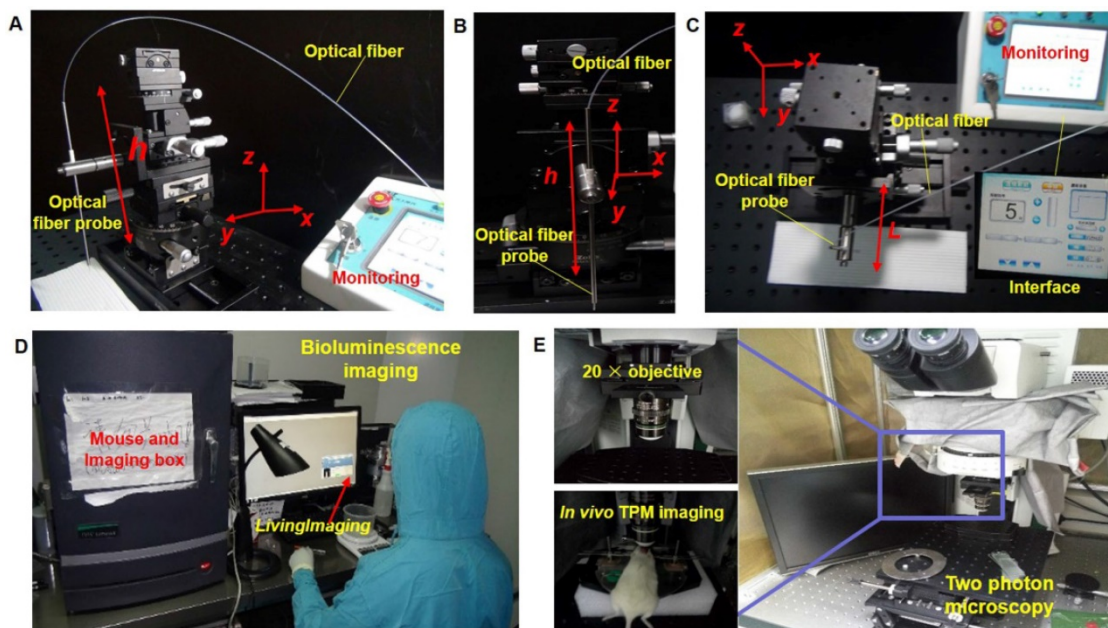 A
Optical fiber
h
Optical
fiber probe
z
x
y
Monitoring
B
Optical fiber
z
x
h
y
Optical fiber
probe
C
z
x
y
Monitoring
Optical fiber
Optical fiber
probe
L
5
Interface
D
Bioluminescence
imaging
Mouse and
Imaging box
LivingImaging
E
20 × objective
In vivo TPM imaging
Two photon
microscopy